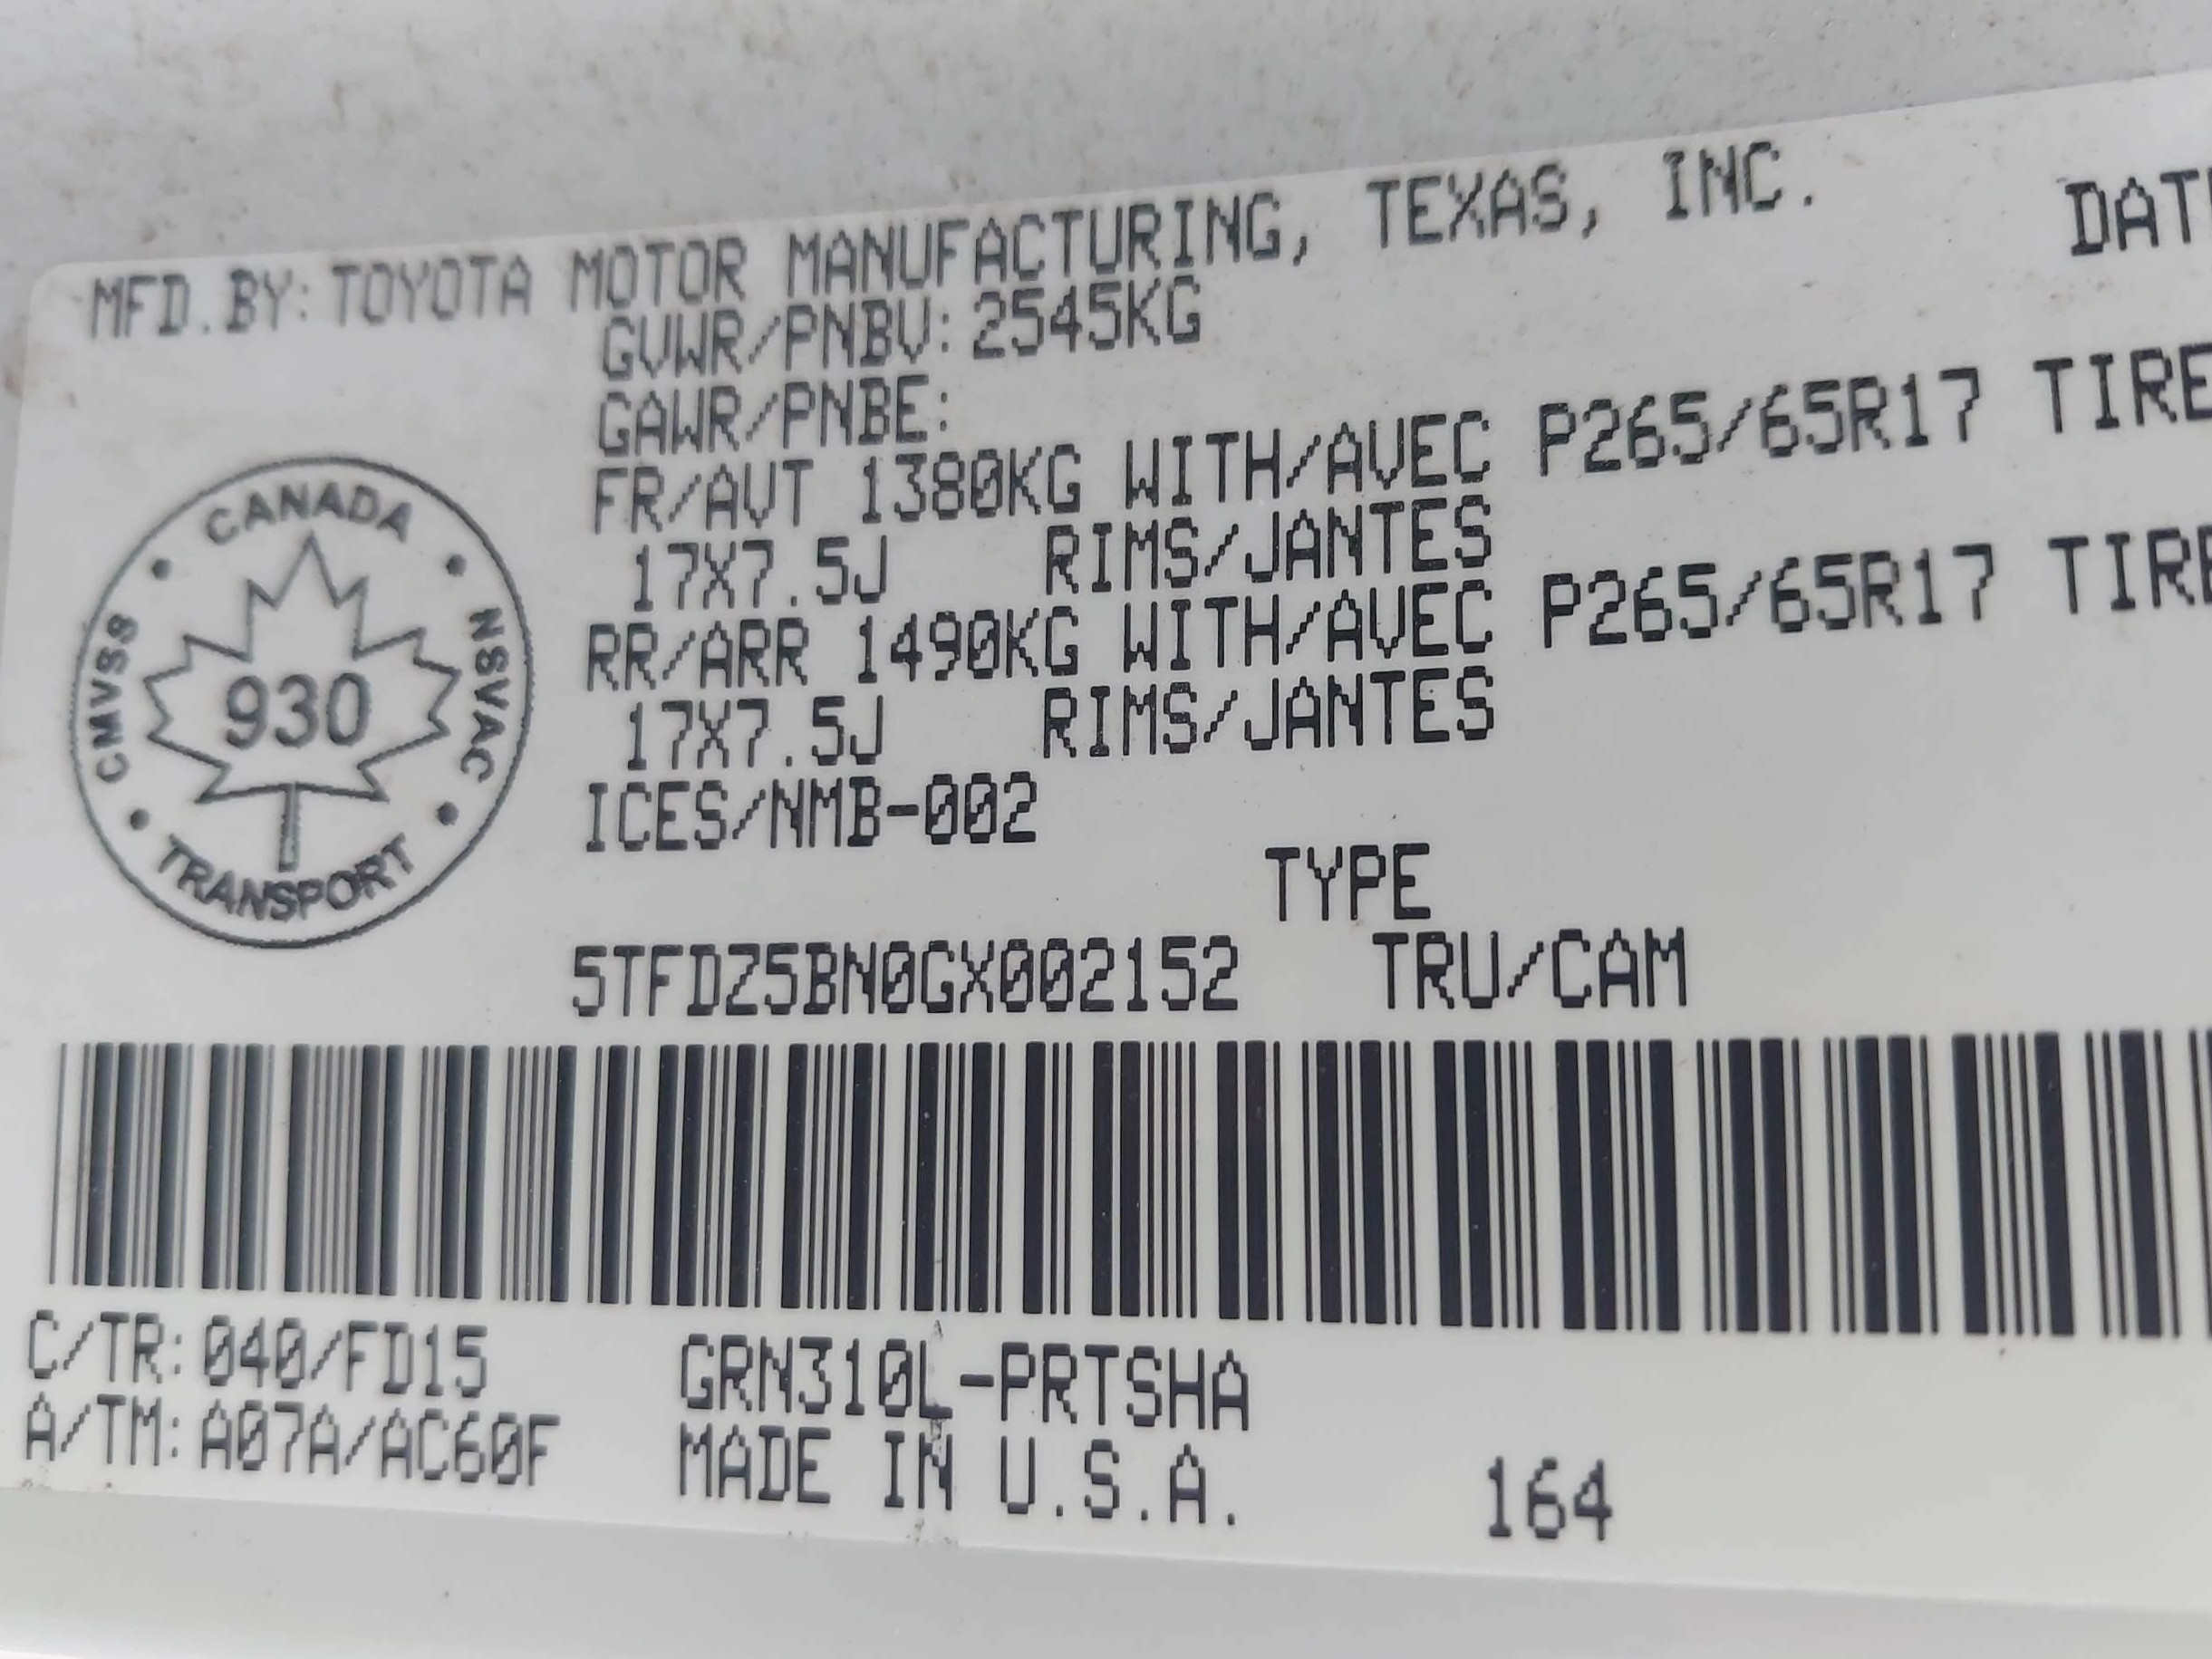 MFD.BY: TOYOTA MOTOR MANUFACTURING, TEXAS, INC. DAT
GVWR/PNBV: 2545KG
GAWR/PNBE:
FR/AVT 1380KG WITH/AVEC P265/65R17 TIRE
17X7.5J RIMS/JANTES
RR/ARR 1490KG WITH/AVEC P265/65R17 TIRE
17X7.5J RIMS/JANTES
ICES/NMB-002
CANADA
CMVSS
930
NSVAC
TRANSPORT
TYPE
5TFDZ5BN0GX002152 TRU/CAM
C/TR: 040/FD15 GRN310L-PRTSHA
A/TM: A07A/AC60F MADE IN U.S.A. 164